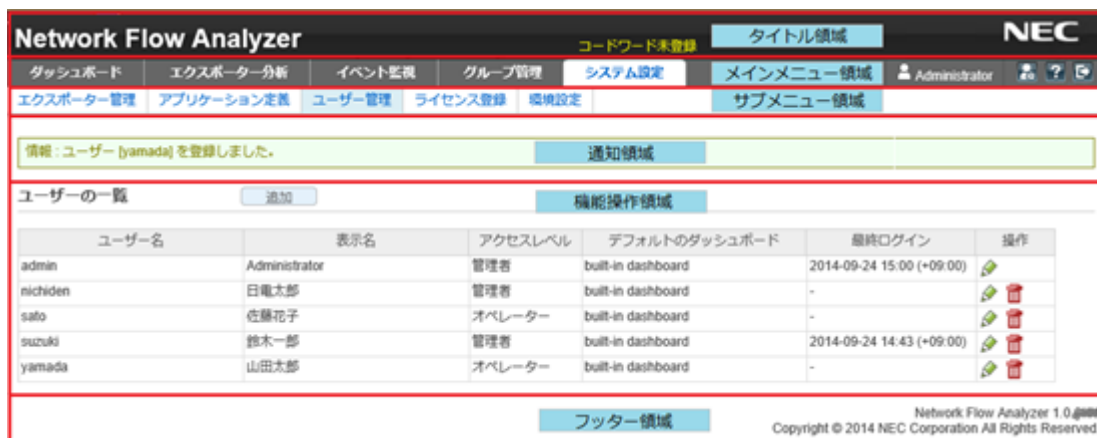 Network Flow Analyzer コードワード未登録 タイトル領域 NEC
ダッシュボード エクスポーター分析 イベント監視 グループ管理 システム設定 メインメニュー領域 Administrator ?
エクスポーター管理 アプリケーション定義 ユーザー管理 ライセンス登録 環境設定 サブメニュー領域
情報 : ユーザー [yamada] を登録しました。 通知領域
ユーザーの一覧 追加 機能操作領域
ユーザー名 表示名 アクセスレベル デフォルトのダッシュボード 最終ログイン 操作
admin Administrator 管理者 built-in dashboard 2014-09-24 15:00 (+09:00)
nichiden 日電太郎 管理者 built-in dashboard -
sato 佐藤花子 オペレーター built-in dashboard -
suzuki 鈴木一郎 管理者 built-in dashboard 2014-09-24 14:43 (+09:00)
yamada 山田太郎 オペレーター built-in dashboard -
フッター領域 Network Flow Analyzer 1.0.
Copyright © 2014 NEC Corporation All Rights Reserved